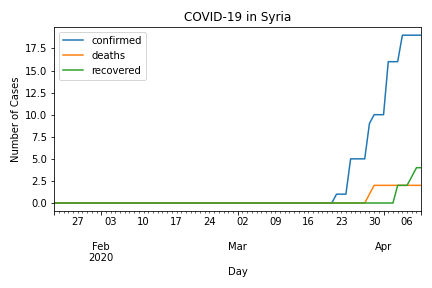 COVID-19 in Syria
confirmed
deaths
recovered
Number of Cases
17.5
15.0
12.5
10.0
7.5
5.0
2.5
0.0
27 03 10 17 24 02 09 16 23 30 06
Feb Mar Apr
2020
Day